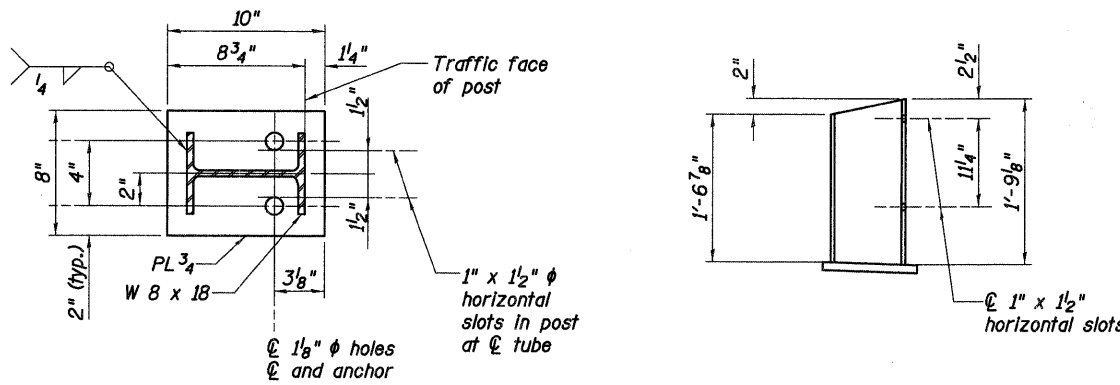 10"
8 3/4"
1 1/4"
Traffic face
of post
1/4
1 1/2"
8"
4"
2"
1 1/2"
2" (typ.)
PL 3/4
W 8 x 18
3 1/8"
1" x 1 1/2" ϕ
horizontal
slots in post
at ℄ tube
℄ 1 1/8" ϕ holes
℄ and anchor
2"
2 1/2"
1'-6 7/8"
11 1/4"
1'-9 1/8"
℄ 1" x 1 1/2"
horizontal slots